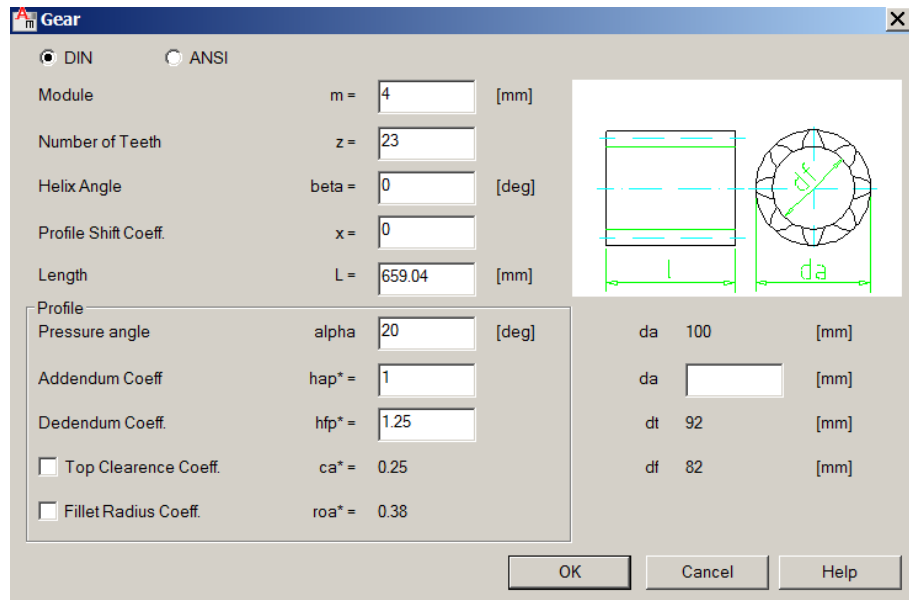 Am Gear
DIN ANSI
Module m = 4 [mm]
Number of Teeth z = 23
Helix Angle beta = 0 [deg]
Profile Shift Coeff. x = 0
Length L = 659.04 [mm]
df
l
da
Profile
Pressure angle alpha 20 [deg] da 100 [mm]
Addendum Coeff hap* = 1 da [mm]
Dedendum Coeff. hfp* = 1.25 dt 92 [mm]
Top Clearence Coeff. ca* = 0.25 df 82 [mm]
Fillet Radius Coeff. roa* = 0.38
OK Cancel Help